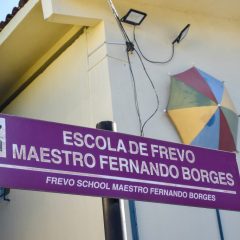 ESCOLA DE FREVO
MAESTRO FERNANDO BORGES
FREVO SCHOOL MAESTRO FERNANDO BORGES